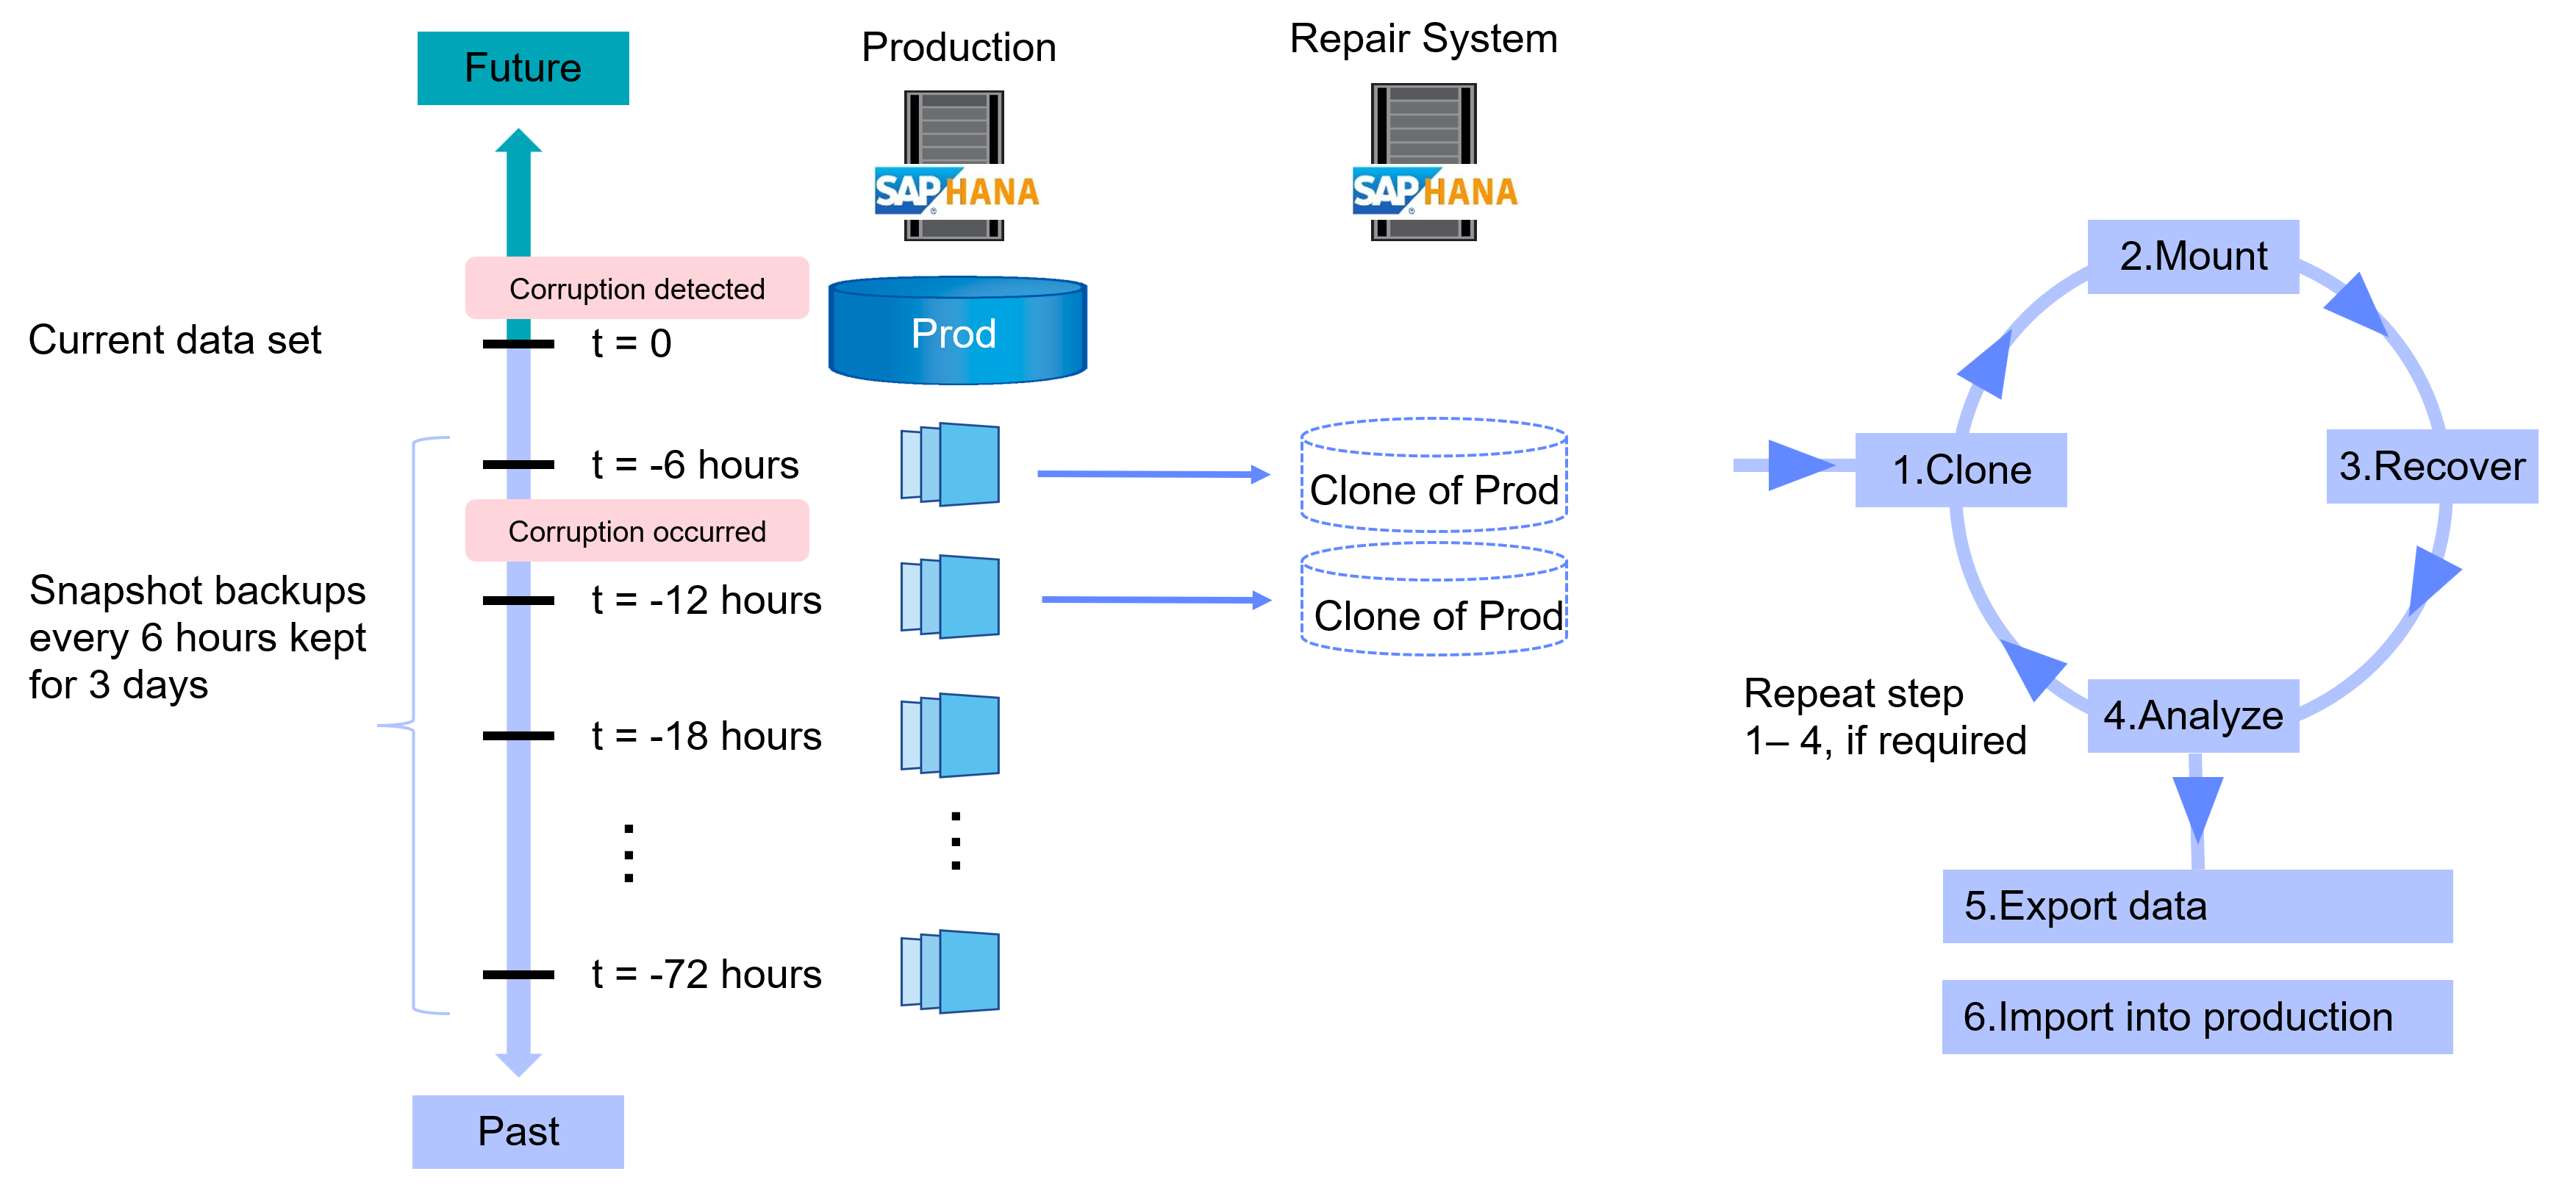 Future
Production
Repair System
SAP HANA
®
SAP HANA
®
Corruption detected
Current data set
t = 0
Prod
t = -6 hours
Clone of Prod
Corruption occurred
t = -12 hours
Clone of Prod
Snapshot backups
every 6 hours kept
for 3 days
t = -18 hours
t = -72 hours
Past
2.Mount
1.Clone
3.Recover
Repeat step
1– 4, if required
4.Analyze
5.Export data
6.Import into production